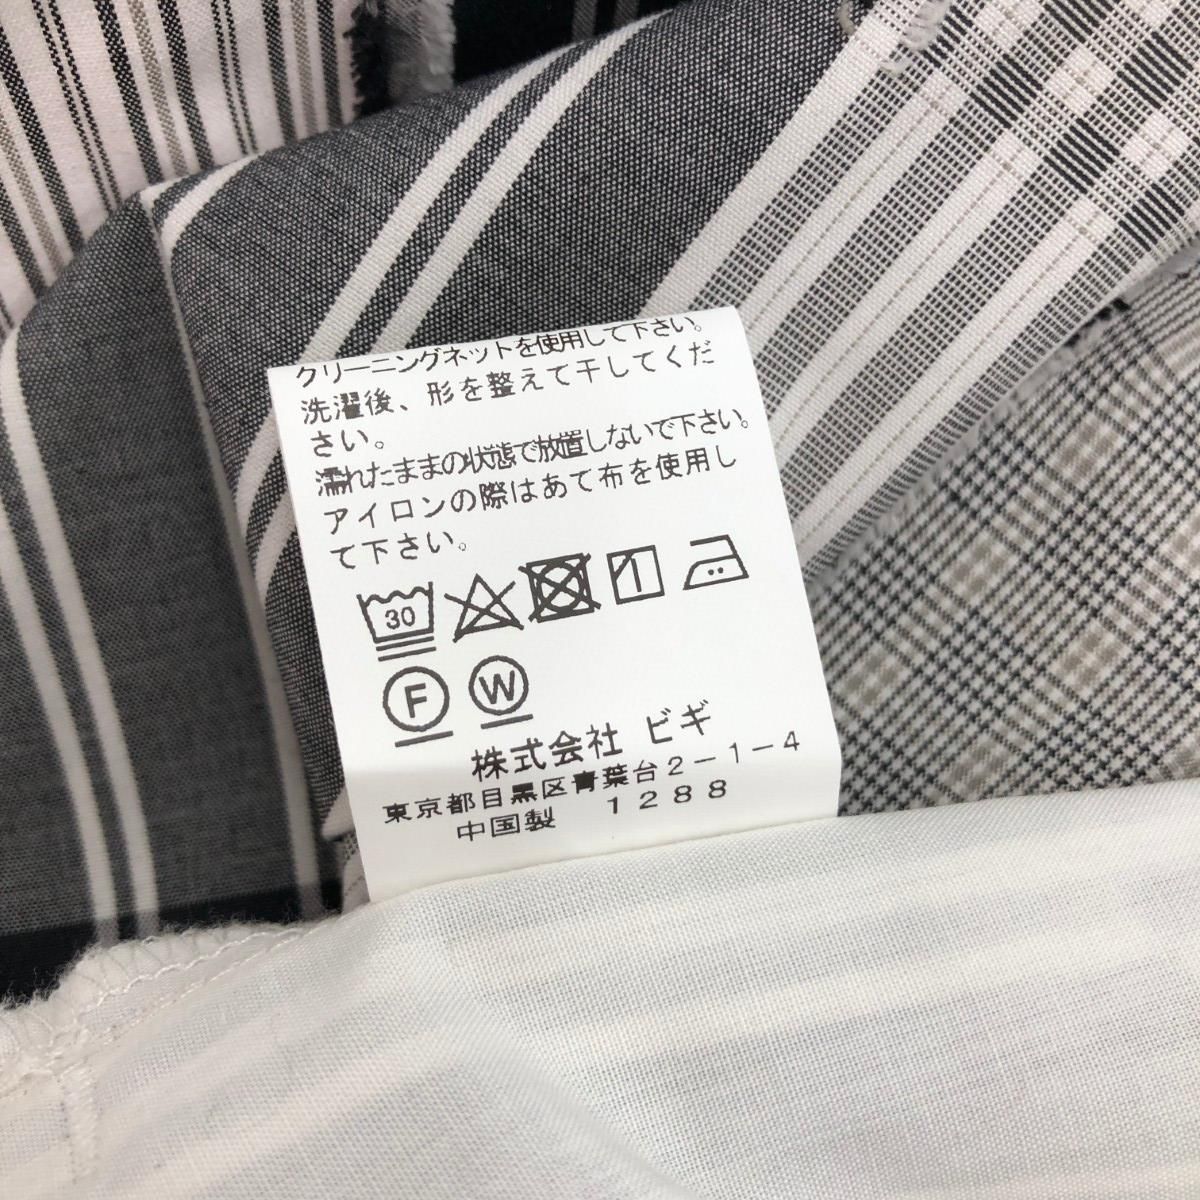 クリーニングネットを使用して下さい。
洗濯後、形を整えて干してくだ
さい。
濡れたままの状態で放置しないで下さい。
アイロンの際はあて布を使用し
て下さい。
30
F W
株式会社 ビギ
東京都目黒区青葉台2-1-4
中国製 1288